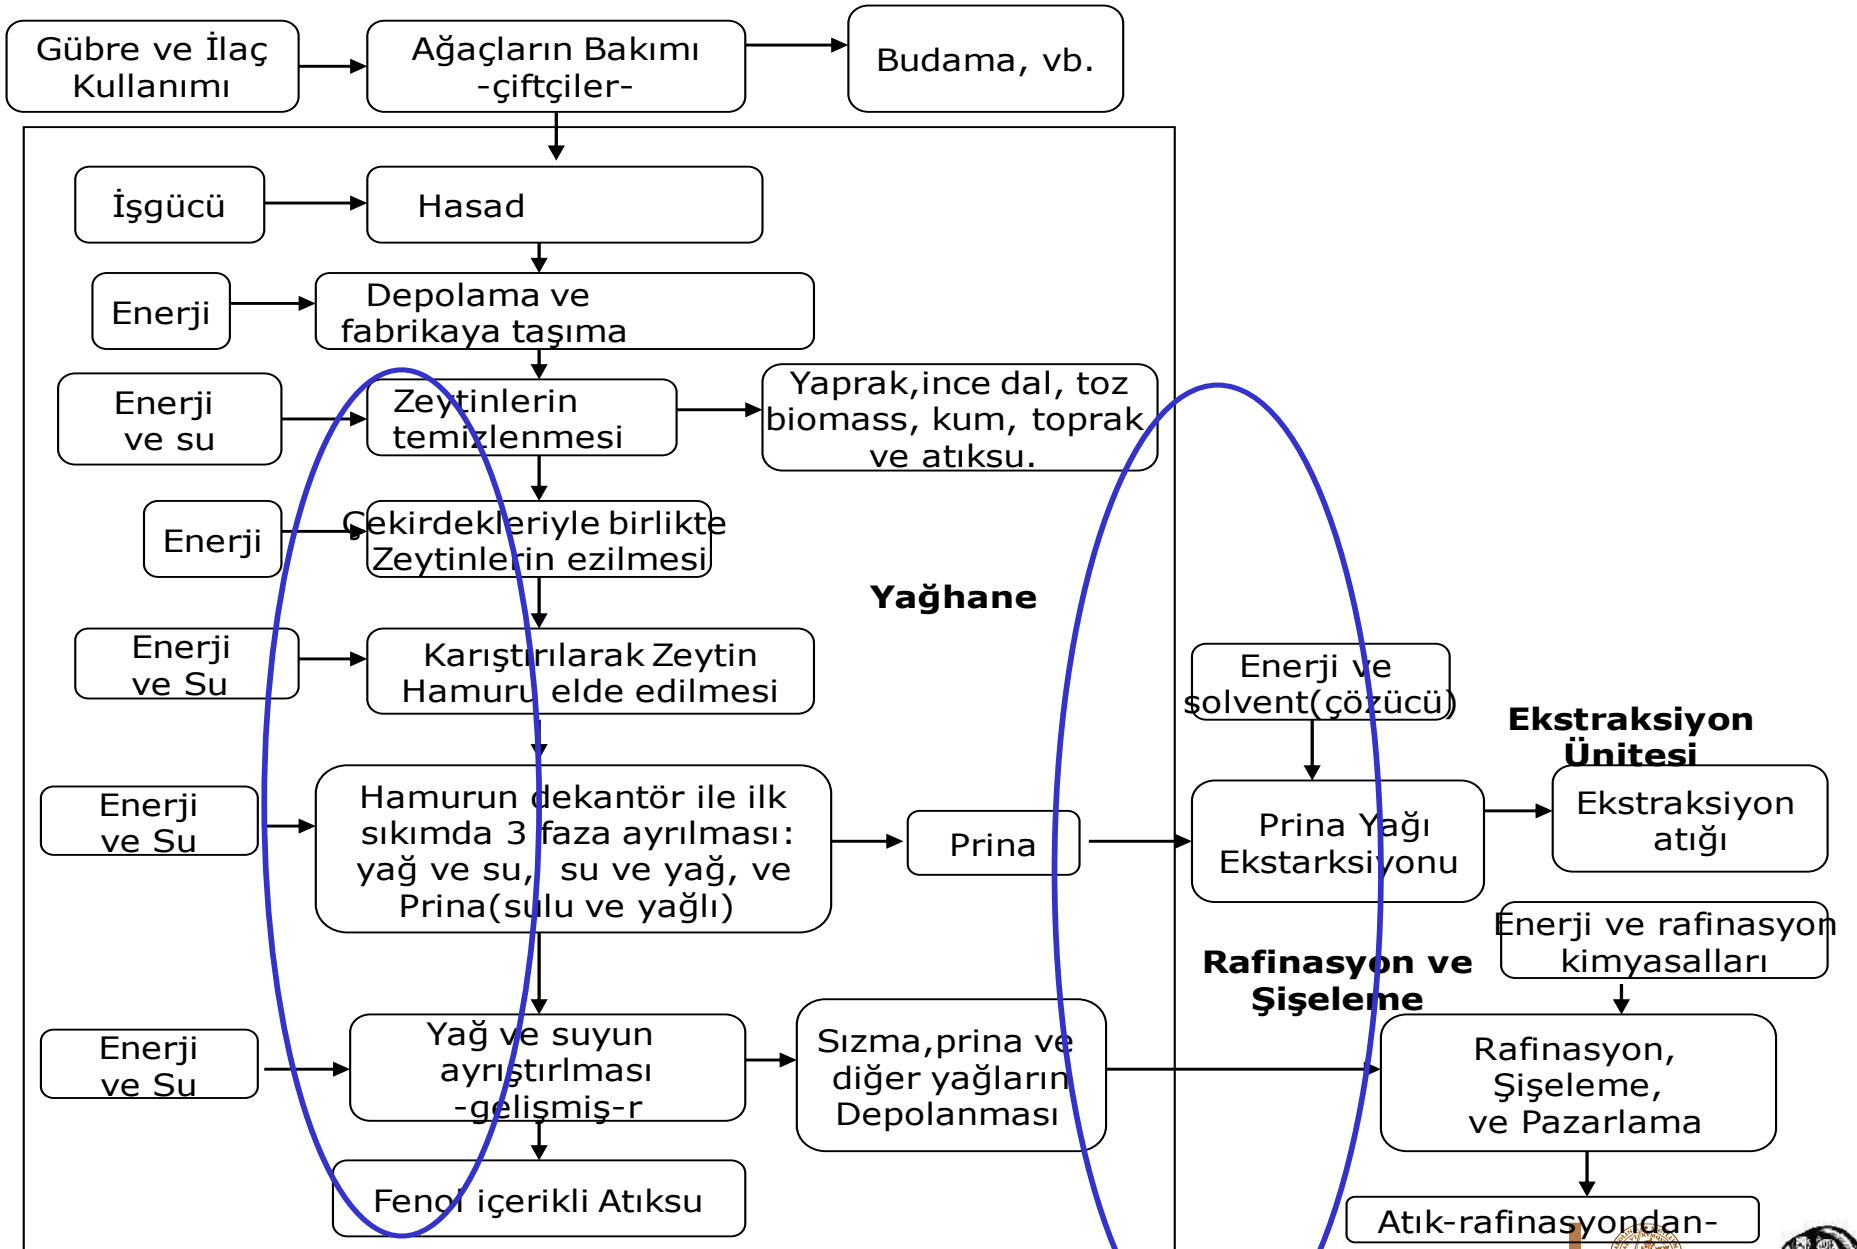 Gübre ve İlaç
Kullanımı
Ağaçların Bakımı
-çiftçiler-
Budama, vb.
İşgücü
Hasad
Enerji
Depolama ve
fabrikaya taşıma
Enerji
ve su
Zeytinlerin
temizlenmesi
Yaprak,ince dal, toz
biomass, kum, toprak
ve atıksu.
Enerji
Çekirdekleriyle birlikte
Zeytinlerin ezilmesi
Yağhane
Enerji
ve Su
Karıştırılarak Zeytin
Hamuru elde edilmesi
Enerji ve
solvent(çözücü)
Ekstraksiyon
Ünitesi
Enerji
ve Su
Hamurun dekantör ile ilk
sıkımda 3 faza ayrılması:
yağ ve su, su ve yağ, ve
Prina(sulu ve yağlı)
Prina
Prina Yağı
Ekstarksiyonu
Ekstraksiyon
atığı
Enerji ve rafinasyon
kimyasalları
Rafinasyon ve
Şişeleme
Enerji
ve Su
Yağ ve suyun
ayrıştırlması
-gelişmiş-r
Sızma,prina ve
diğer yağların
Depolanması
Rafinasyon,
Şişeleme,
ve Pazarlama
Fenol içerikli Atıksu
Atık-rafinasyondan-